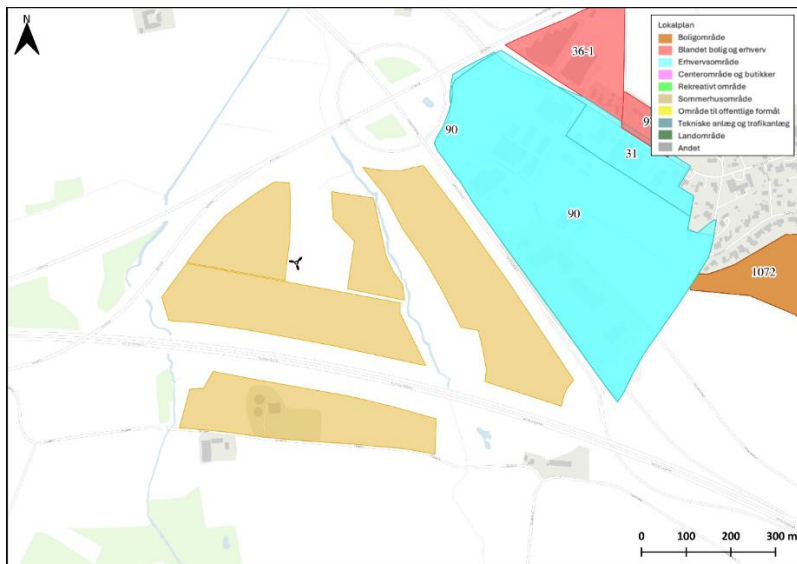 N
Lokalplan
Boligområde
Blandet bolig og erhverv
Erhvervsområde
Centerområde og butikker
Rekreativt område
Sommerhusområde
Område til offentlige formål
Tekniske anlæg og trafikanlæg
Landområde
Andet
36-1
90
31
90
1072
0 100 200 300 m